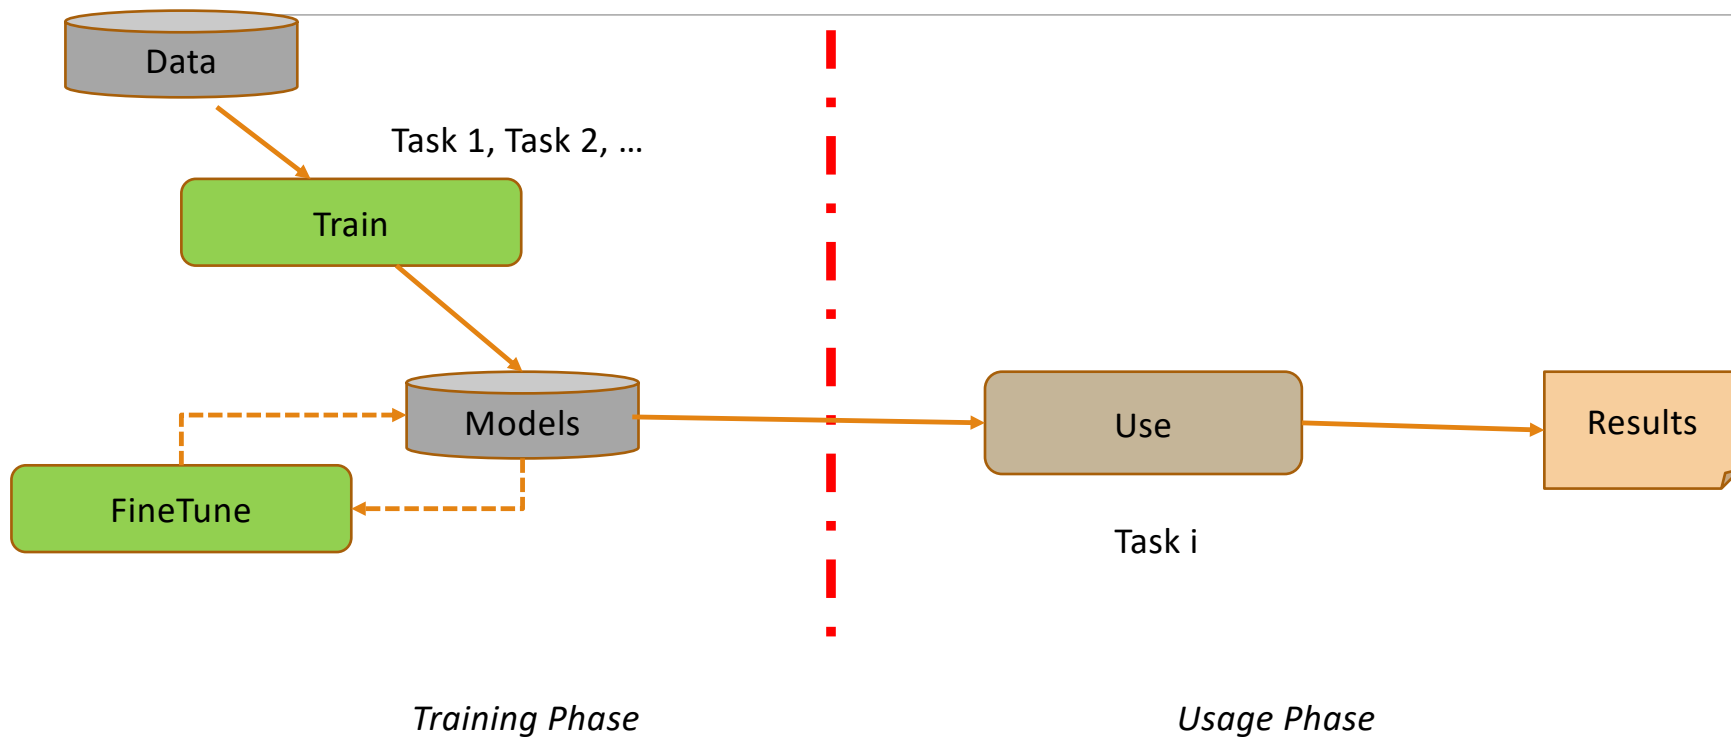 Data
Task 1, Task 2, ...
Train
Models
Use
Results
FineTune
Task i
Training Phase
Usage Phase